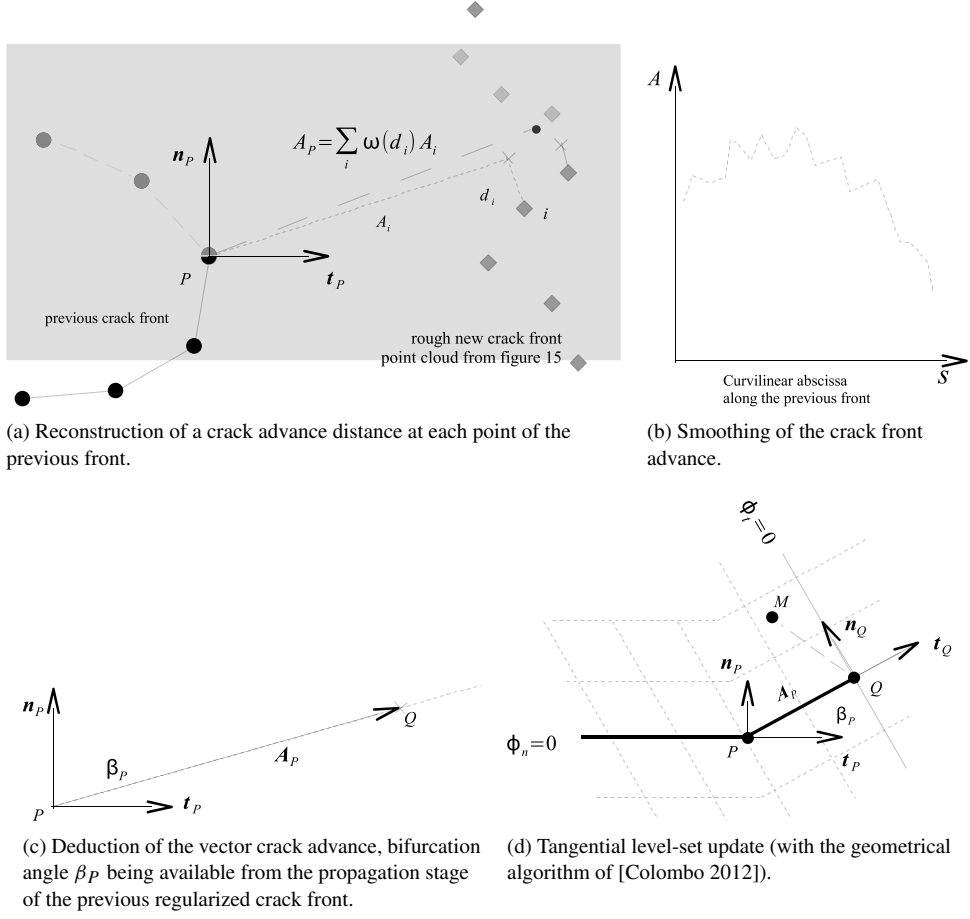 A_P=∑_i ω(d_i)A_i
n_P
d_i
i
A_i
P
t_P
previous crack front
rough new crack front
point cloud from figure 15
A
S
Curvilinear abscissa
along the previous front
(a) Reconstruction of a crack advance distance at each point of the
previous front.
(b) Smoothing of the crack front
advance.
n_P
β_P
P
t_P
A_P
Q
(c) Deduction of the vector crack advance, bifurcation
angle β_P being available from the propagation stage
of the previous regularized crack front.
ϕ_t=0
M
n_Q
t_Q
n_P
A_P
Q
β_P
ϕ_n=0
P
t_P
(d) Tangential level-set update (with the geometrical
algorithm of [Colombo 2012]).